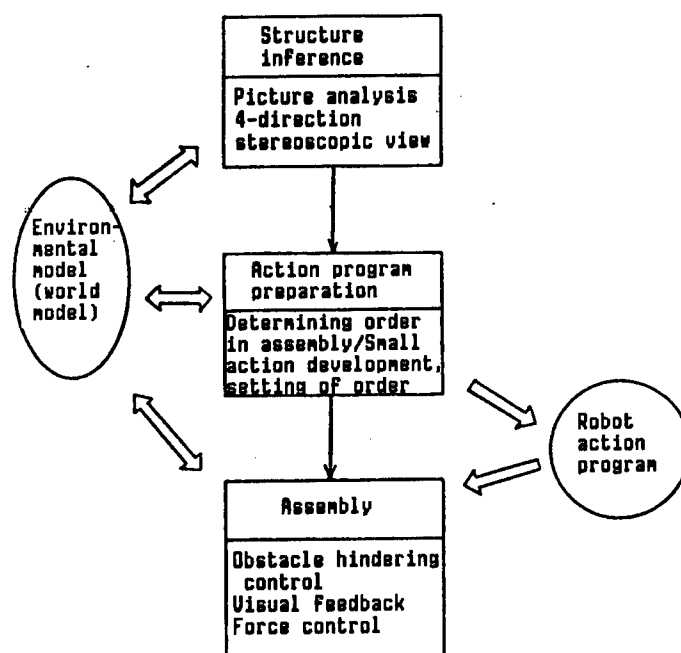 Structure
inference
Picture analysis
4-direction
stereoscopic view
Environ-
mental
model
(world
model)
Action program
preparation
Determining order
in assembly/Small
action development,
setting of order
Robot
action
program
Assembly
Obstacle hindering
control
Visual feedback
Force control